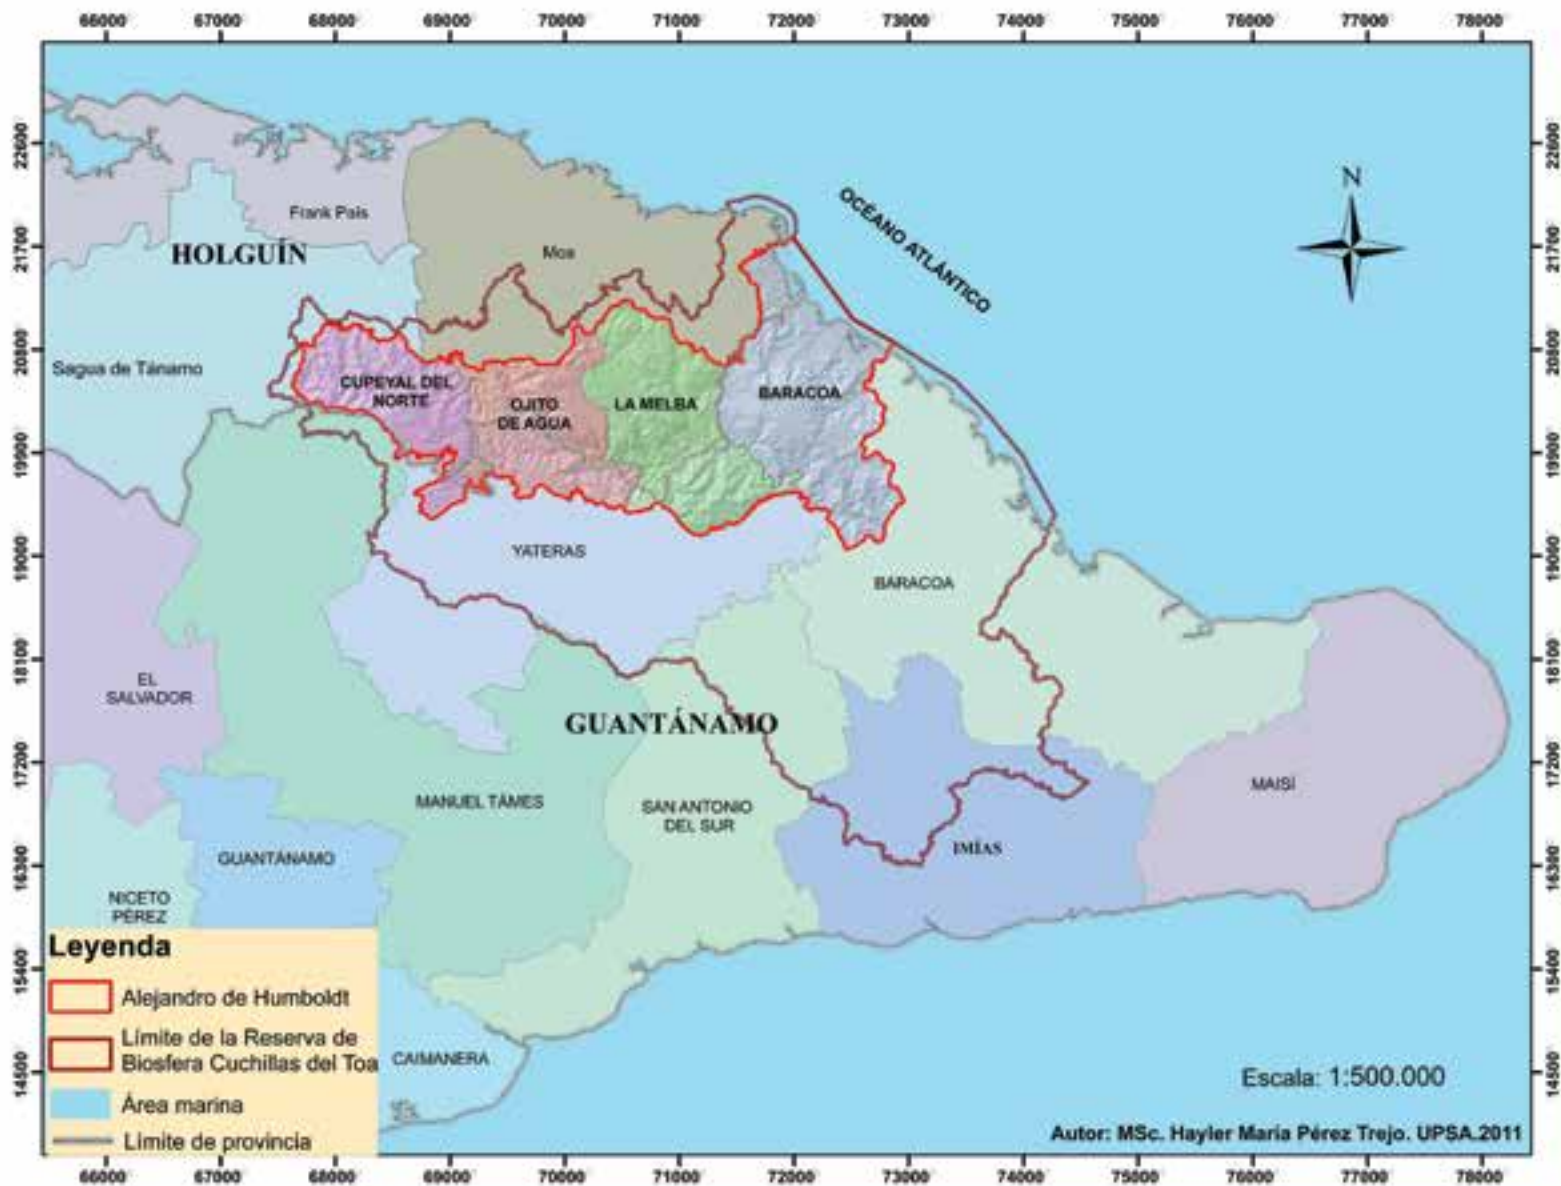 66000 67000 68000 69000 70000 71000 72000 73000 74000 75000 76000 77000 78000
22600
22600
21700
21700
20800
20800
19900
19900
19000
19000
18100
18100
17200
17200
16300
16300
15400
15400
14500
14500
N
OCÉANO ATLÁNTICO
Frank País
HOLGUÍN
Moa
Sagua de Tánamo
CUPEYAL DEL
NORTE
OJITO
DE AGUA
LA MELBA
BARACOA
YATERAS
BARACOA
EL
SALVADOR
GUANTÁNAMO
MANUEL TÁMES
SAN ANTONIO
DEL SUR
MAISÍ
IMÍAS
GUANTÁNAMO
NICETO
PÉREZ
CAIMANERA
Leyenda
Alejandro de Humboldt
Límite de la Reserva de
Biosfera Cuchillas del Toa
Área marina
Límite de provincia
Escala: 1:500.000
Autor: MSc. Hayler María Pérez Trejo. UPSA.2011
66000 67000 68000 69000 70000 71000 72000 73000 74000 75000 76000 77000 78000